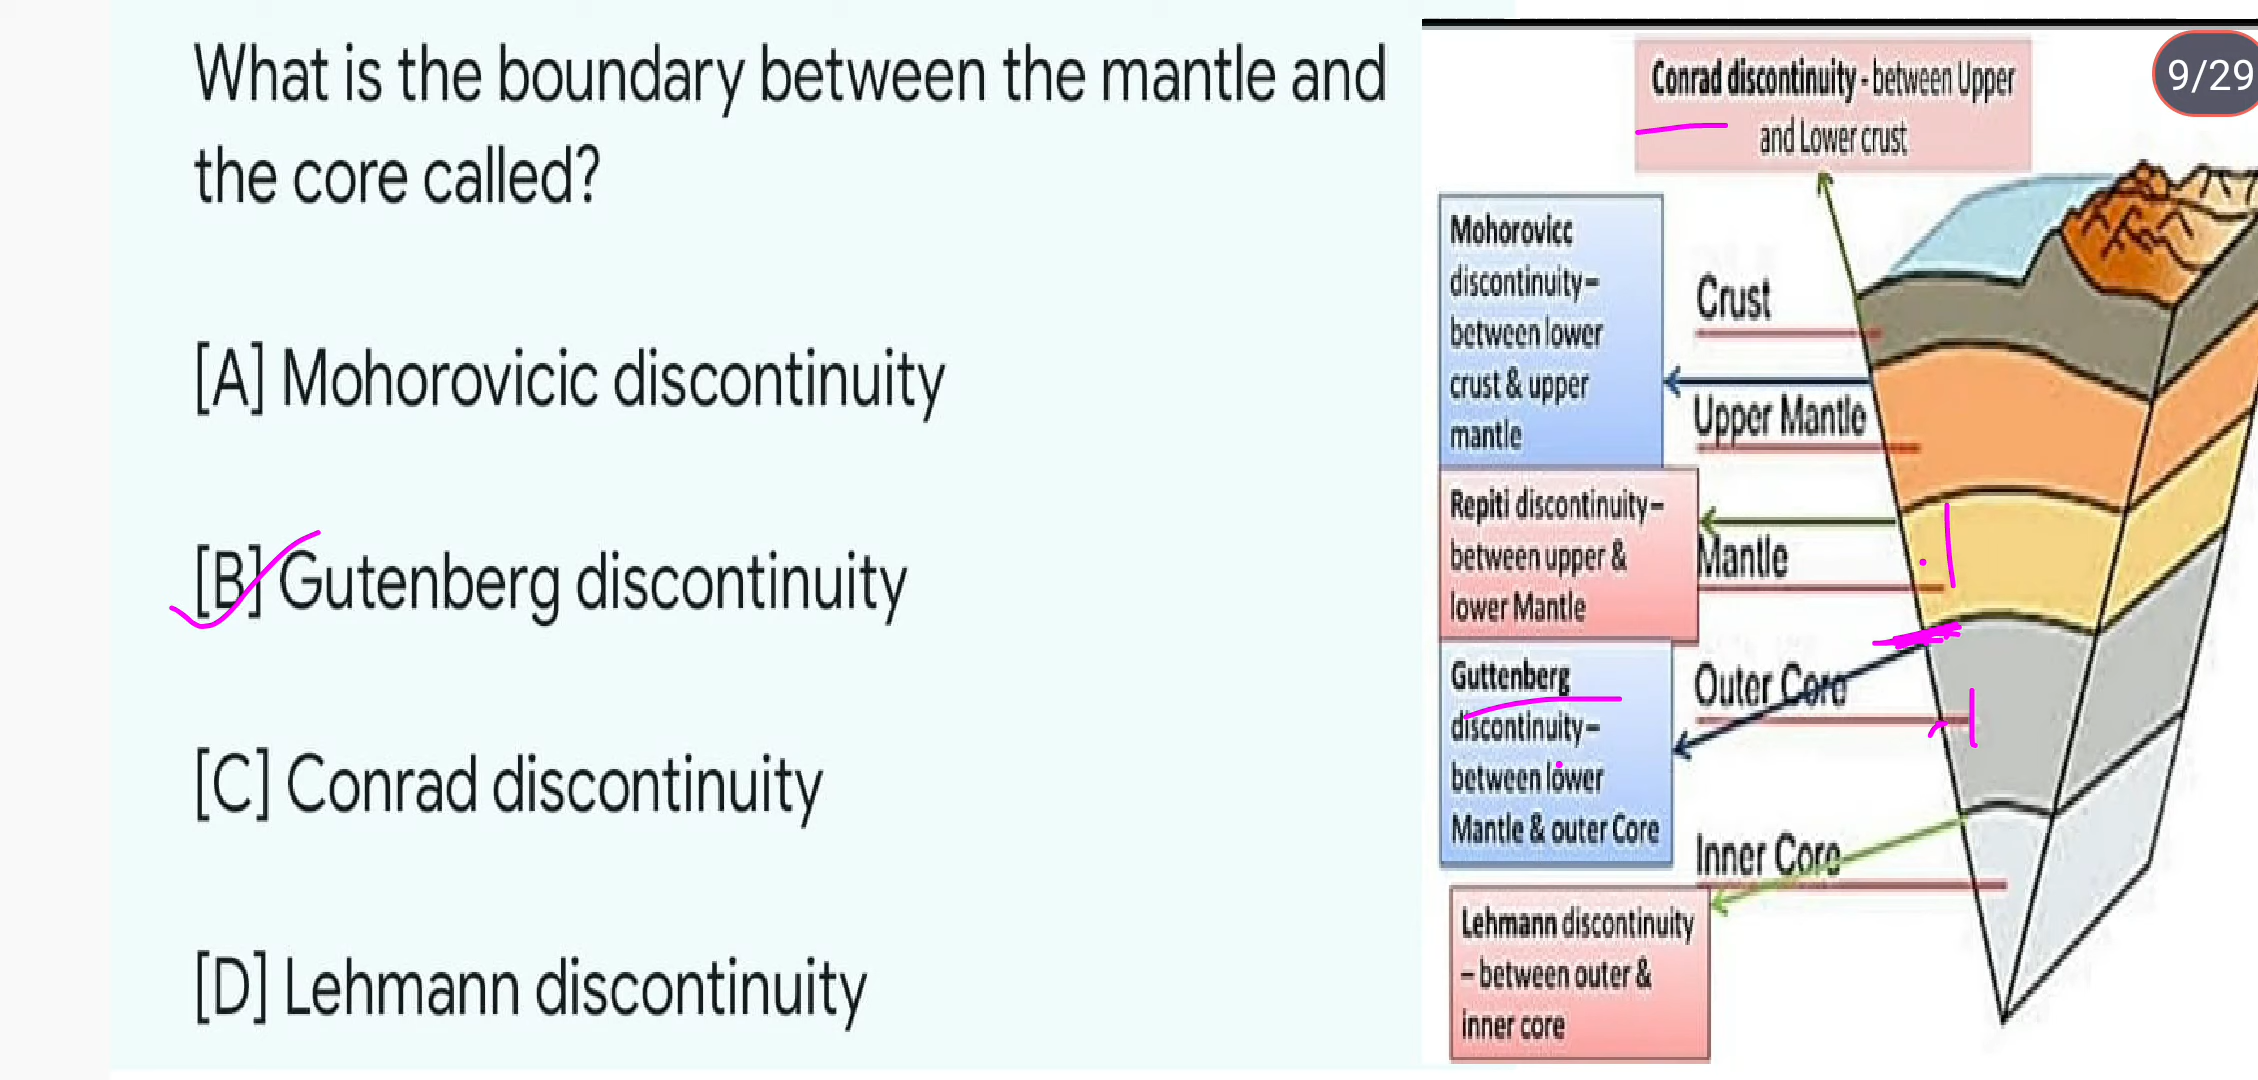 What is the boundary between the mantle and
the core called?
[A] Mohorovicic discontinuity
[B] Gutenberg discontinuity
[C] Conrad discontinuity
[D] Lehmann discontinuity
9/29
Conrad discontinuity - between Upper
and Lower crust
Mohorovicc
discontinuity–
between lower
crust & upper
mantle
Repiti discontinuity–
between upper &
lower Mantle
Guttenberg
discontinuity–
between lower
Mantle & outer Core
Lehmann discontinuity
– between outer &
inner core
Crust
Upper Mantle
Mantle
Outer Core
Inner Core